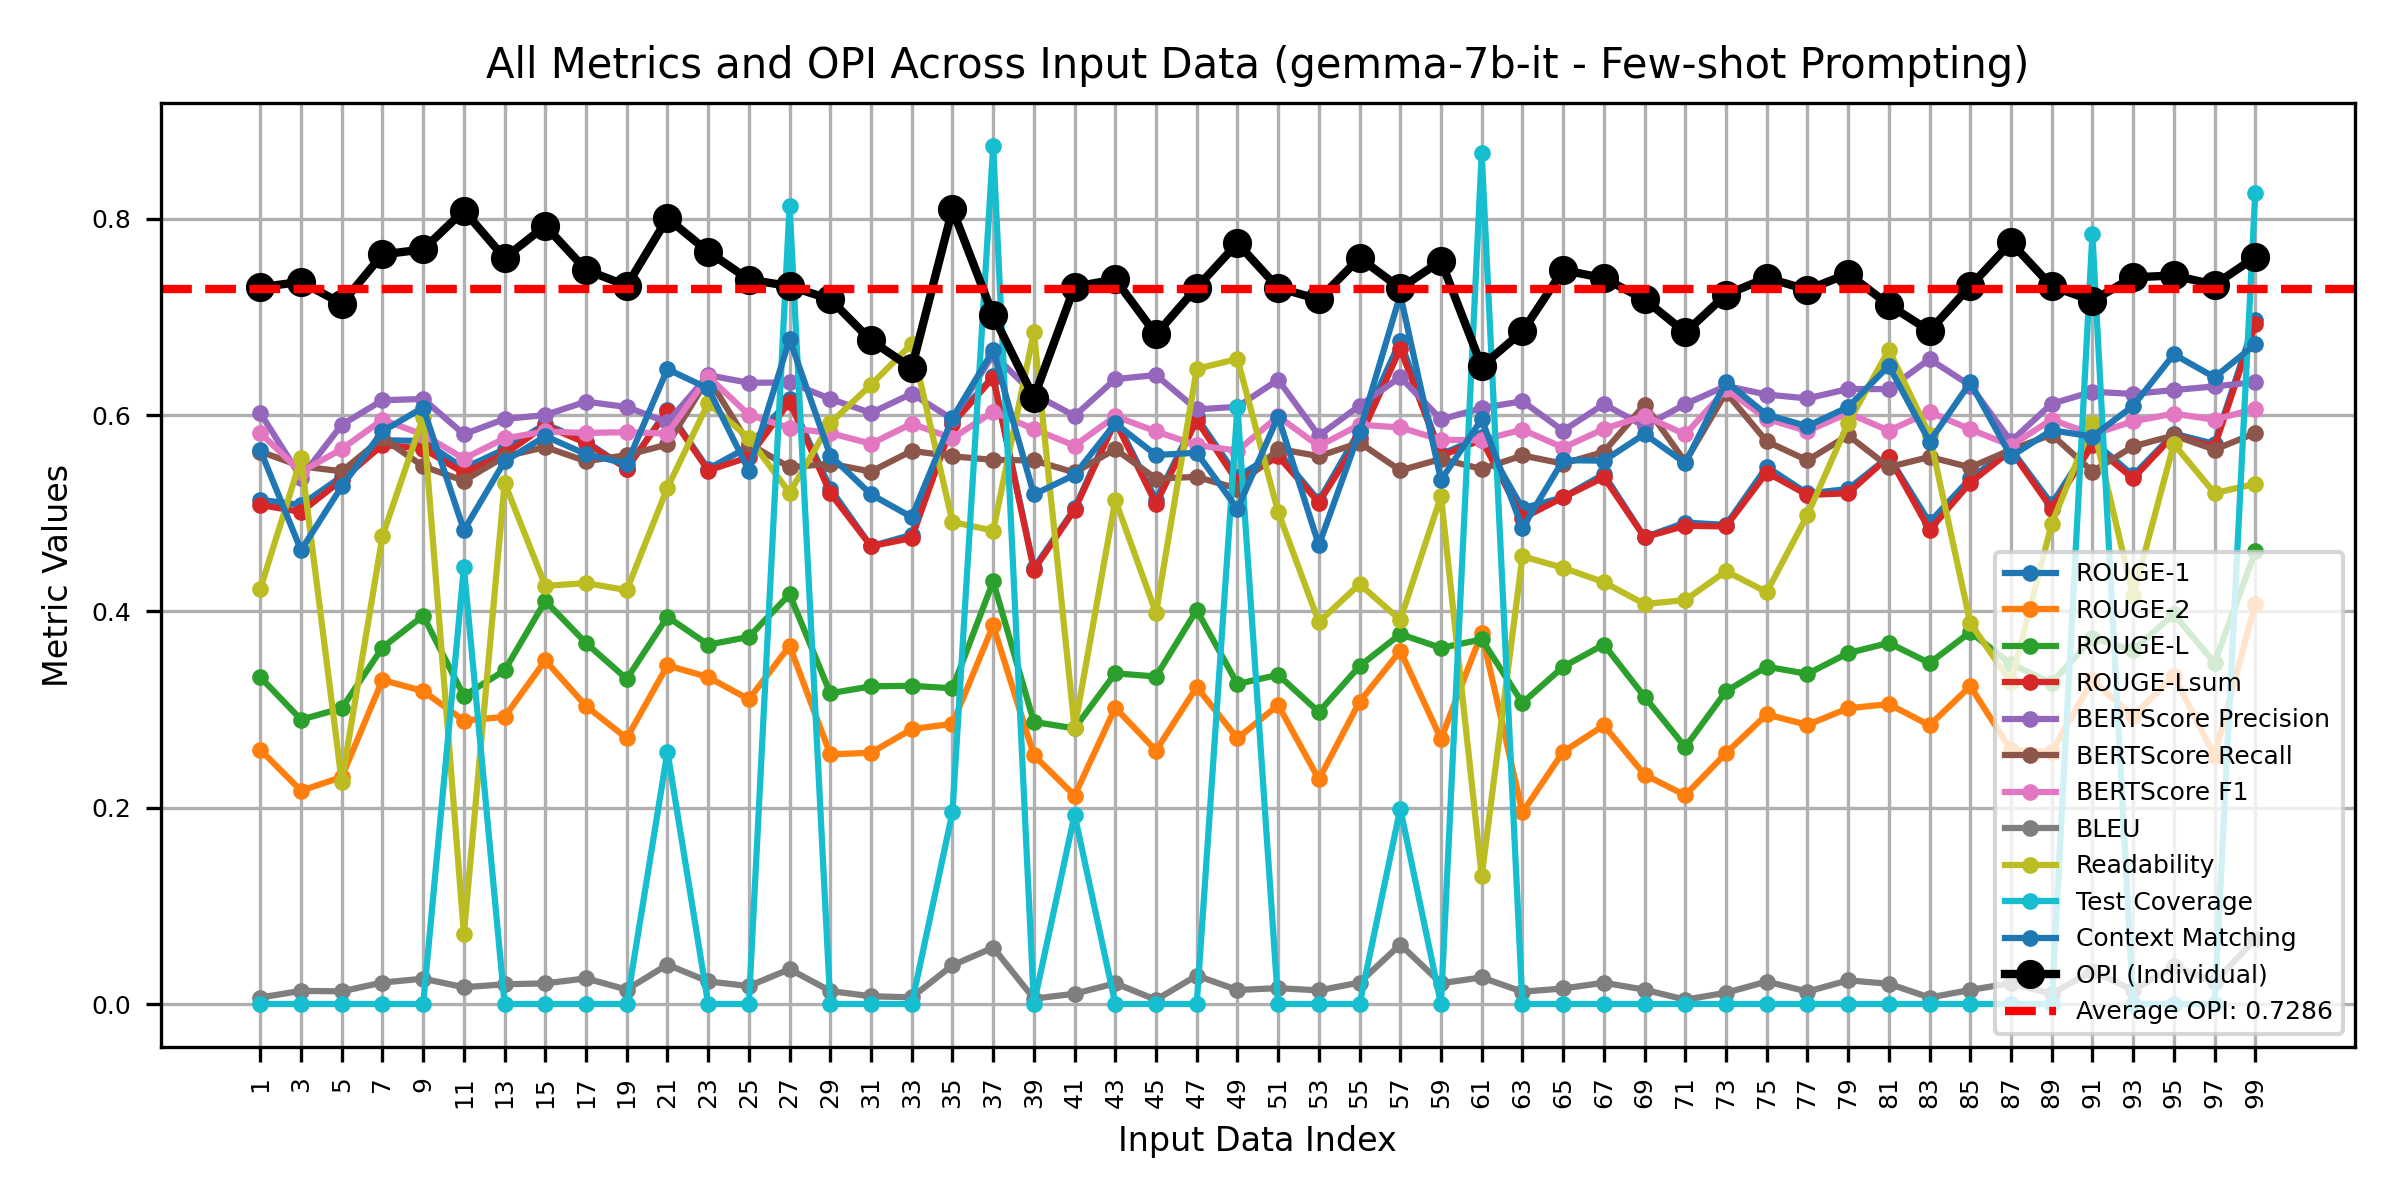 All Metrics and OPI Across Input Data (gemma-7b-it - Few-shot Prompting)
Metric Values
0.8
0.6
0.4
0.2
0.0
ROUGE-1
ROUGE-2
ROUGE-L
ROUGE-Lsum
BERTScore Precision
BERTScore Recall
BERTScore F1
BLEU
Readability
Test Coverage
Context Matching
OPI (Individual)
Average OPI: 0.7286
1 3 5 7 9 11 13 15 17 19 21 23 25 27 29 31 33 35 37 39 41 43 45 47 49 51 53 55 57 59 61 63 65 67 69 71 73 75 77 79 81 83 85 87 89 91 93 95 97 99
Input Data Index